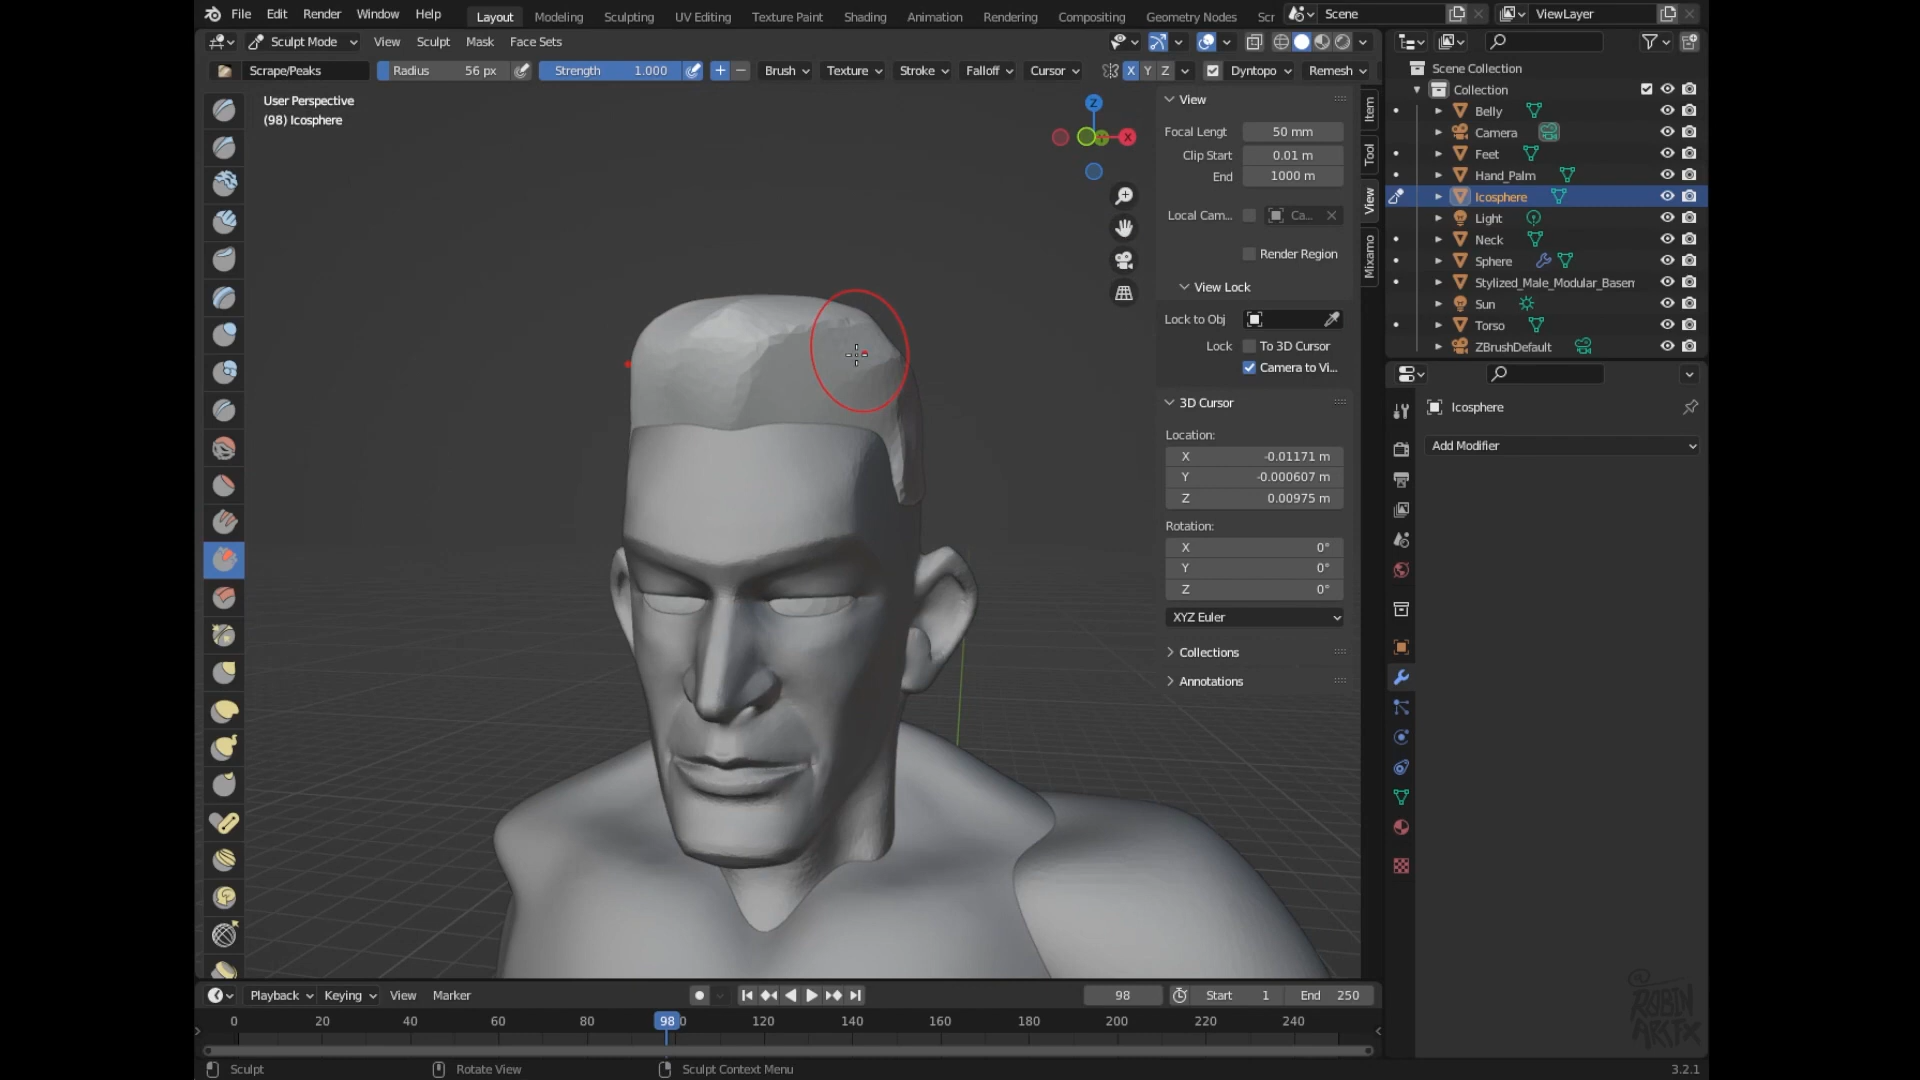 File Edit Render Window Help Layout Modeling Sculpting UV Editing Texture Paint Shading Animation Rendering Compositing Geometry Nodes Scr Scene ViewLayer
Sculpt Mode View Sculpt Mask Face Sets
Scrape/Peaks Radius 56 px Strength 1.000 Brush Texture Stroke Falloff Cursor X Y Z Dyntopo Remesh
User Perspective
(98) Icosphere
Z
X
View
Focal Lengt 50 mm
Clip Start 0.01 m
End 1000 m
Local Cam... Ca...
Render Region
View Lock
Lock to Obj
Lock To 3D Cursor
Camera to Vi...
3D Cursor
Location:
X -0.01171 m
Y -0.000607 m
Z 0.00975 m
Rotation:
X 0°
Y 0°
Z 0°
XYZ Euler
Collections
Annotations
Item
Tool
View
Mixamo
Scene Collection
Collection
Belly
Camera
Feet
Hand_Palm
Icosphere
Light
Neck
Sphere
Stylized_Male_Modular_Basem
Sun
Torso
ZBrushDefault
Icosphere
Add Modifier
Playback Keying View Marker 98 Start 1 End 250
0 20 40 60 80 98 0 120 140 160 180 200 220 240
Sculpt Rotate View Sculpt Context Menu 3.2.1
@
ROBIN
ARTFX